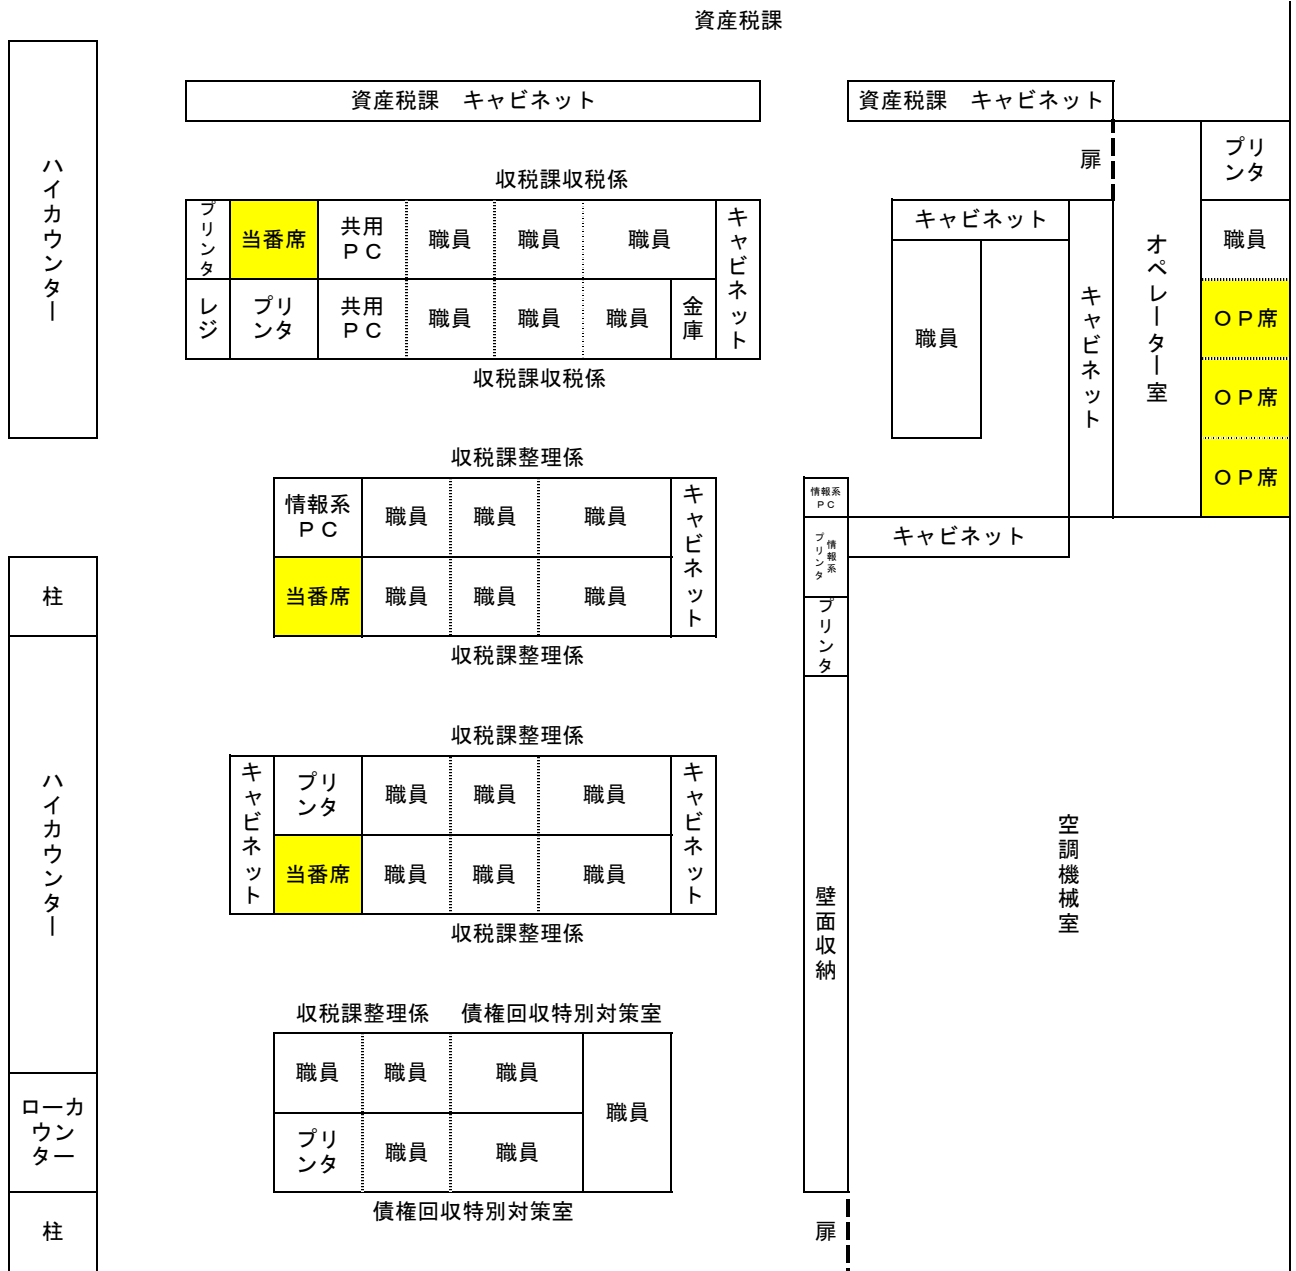 資産税課
資産税課　キャビネット
資産税課　キャビネット
ハイカウンター
扉
プリ
ンタ
収税課収税係
プリンタ
当番席
共用
ＰＣ
職員
職員
職員
キャビネット
キャビネット
キャビネット
オペレーター室
職員
レジ
プリ
ンタ
共用
ＰＣ
職員
職員
職員
金庫
職員
ＯＰ席
収税課収税係
ＯＰ席
収税課整理係
ＯＰ席
情報系
ＰＣ
職員
職員
職員
キャビネット
情報系
ＰＣ
キャビネット
情報系
プリンタ
柱
当番席
職員
職員
職員
プリンタ
収税課整理係
収税課整理係
ハイカウンター
キャビネット
プリ
ンタ
職員
職員
職員
キャビネット
当番席
職員
職員
職員
空調機械室
壁面収納
収税課整理係
収税課整理係　債権回収特別対策室
職員
職員
職員
職員
ローカ
ウン
ター
プリ
ンタ
職員
職員
債権回収特別対策室
柱
扉